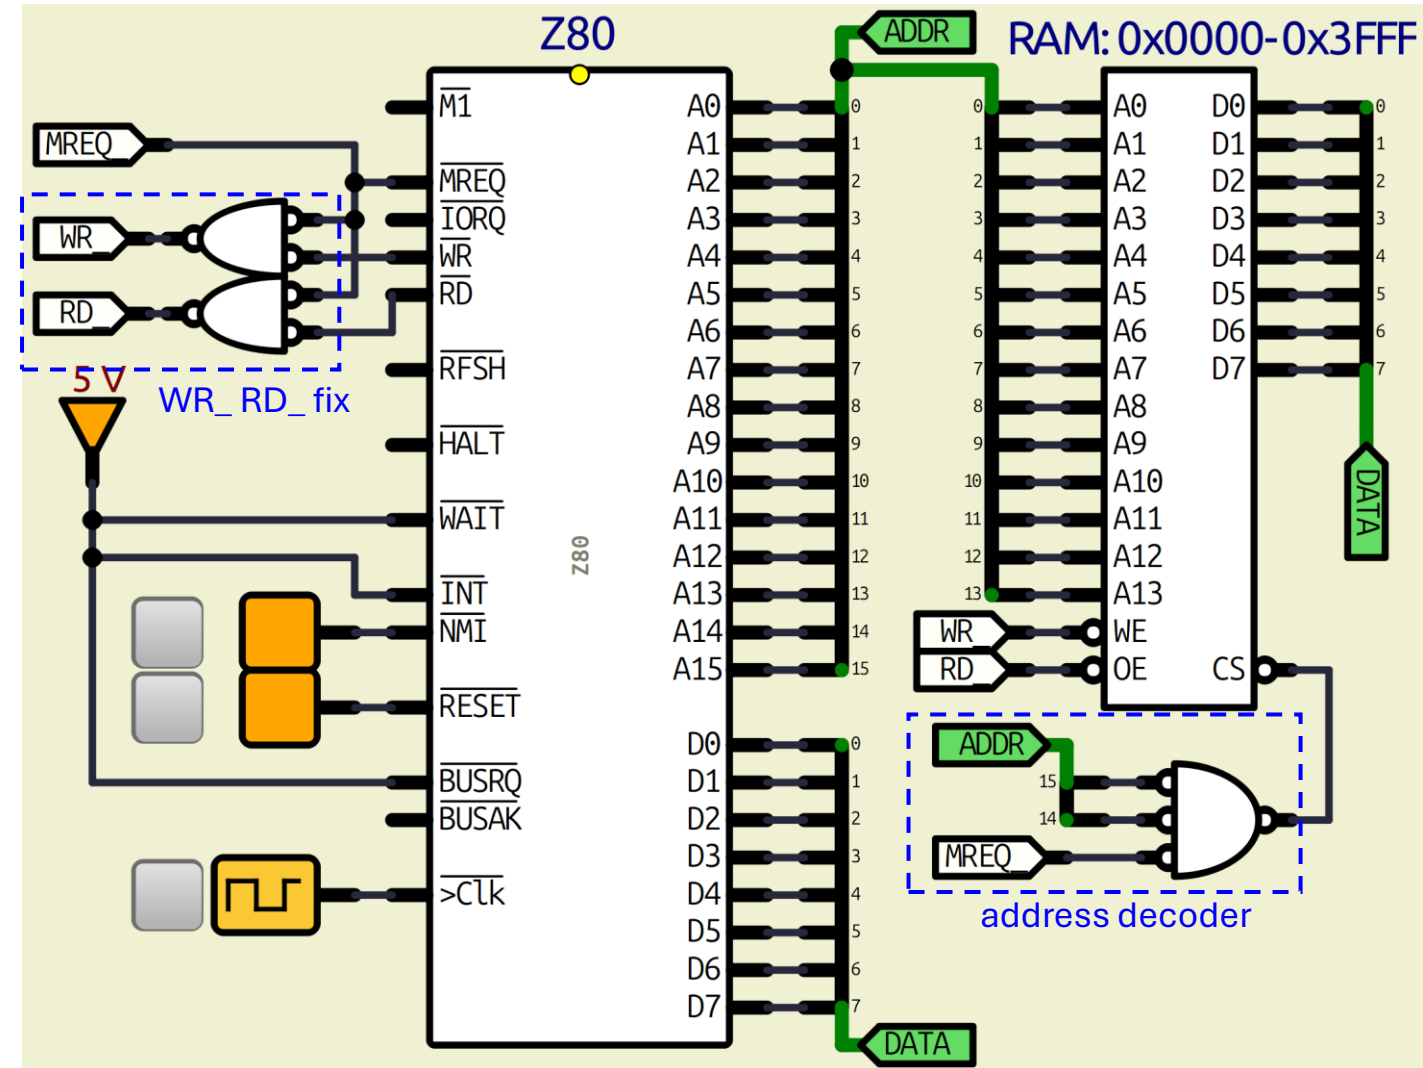 Z80
ADDR
RAM: 0x0000-0x3FFF
MREQ_
WR_
RD_
WR_ RD_ fix
5 V
M1
MREQ
IORQ
WR
RD
RFSH
HALT
WAIT
INT
NMI
RESET
BUSRQ
BUSAK
>Clk
Z80
A0
A1
A2
A3
A4
A5
A6
A7
A8
A9
A10
A11
A12
A13
A14
A15
D0
D1
D2
D3
D4
D5
D6
D7
0
1
2
3
4
5
6
7
8
9
10
11
12
13
14
15
0
1
2
3
4
5
6
7
DATA
0
1
2
3
4
5
6
7
8
9
10
11
12
13
A0
A1
A2
A3
A4
A5
A6
A7
A8
A9
A10
A11
A12
A13
WR_
WE
RD_
OE
D0
D1
D2
D3
D4
D5
D6
D7
CS
0
1
2
3
4
5
6
7
DATA
ADDR
15
14
MREQ_
address decoder